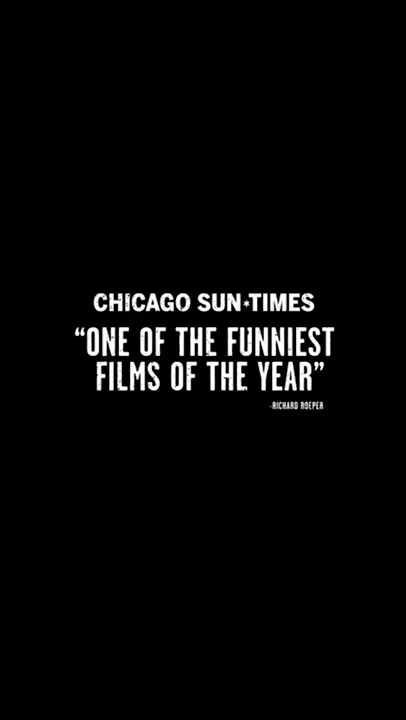 CHICAGO SUN★TIMES
“ONE OF THE FUNNIEST
FILMS OF THE YEAR”
-RICHARD ROEPER